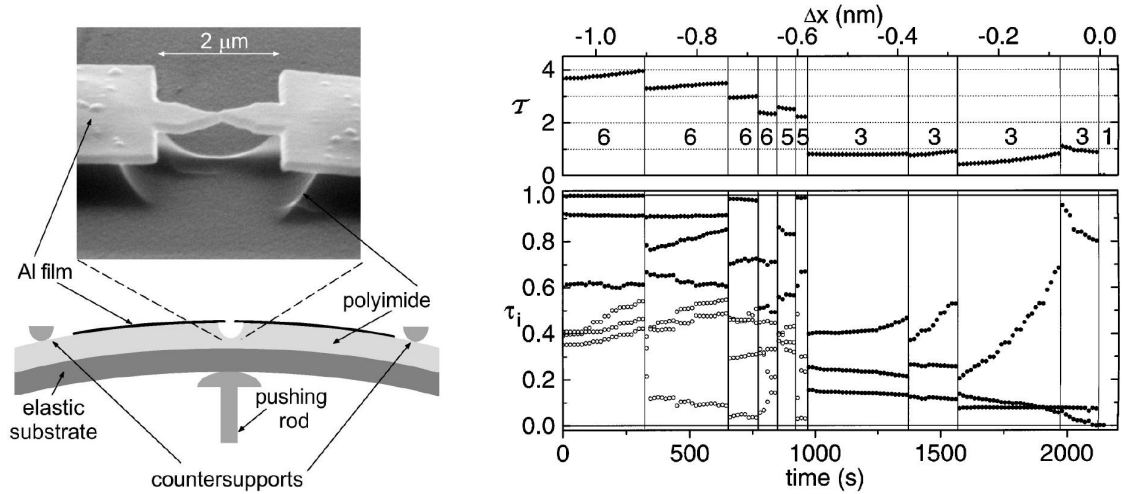 2 μm
Al film
polyimide
elastic
substrate
pushing
rod
countersupports
Δx (nm)
-1.0 -0.8 -0.6 -0.4 -0.2 0.0
4
2
0
𝒯
6 6 6 6 5 5 3 3 3 3 1
1.0
0.8
0.6
0.4
0.2
0.0
τi
0 500 1000 1500 2000
time (s)